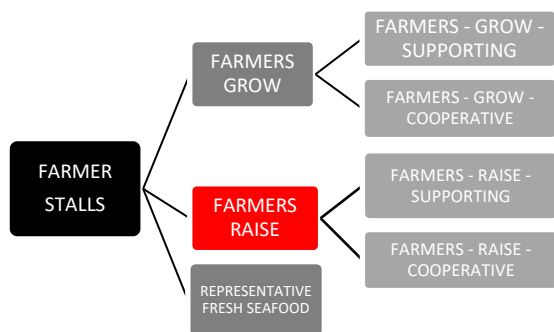 FARMER
STALLS
FARMERS
GROW
FARMERS - GROW -
SUPPORTING
FARMERS - GROW -
COOPERATIVE
FARMERS
RAISE
FARMERS - RAISE -
SUPPORTING
FARMERS - RAISE -
COOPERATIVE
REPRESENTATIVE
FRESH SEAFOOD